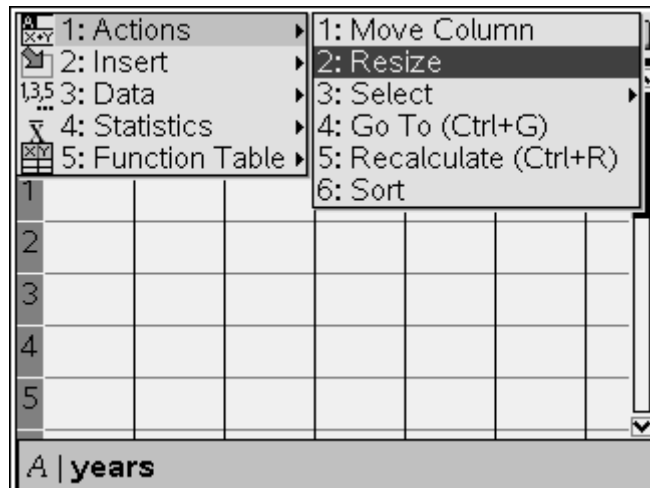 1: Actions
2: Insert
3: Data
4: Statistics
5: Function Table
1: Move Column
2: Resize
3: Select
4: Go To (Ctrl+G)
5: Recalculate (Ctrl+R)
6: Sort
1
2
3
4
5
A | years